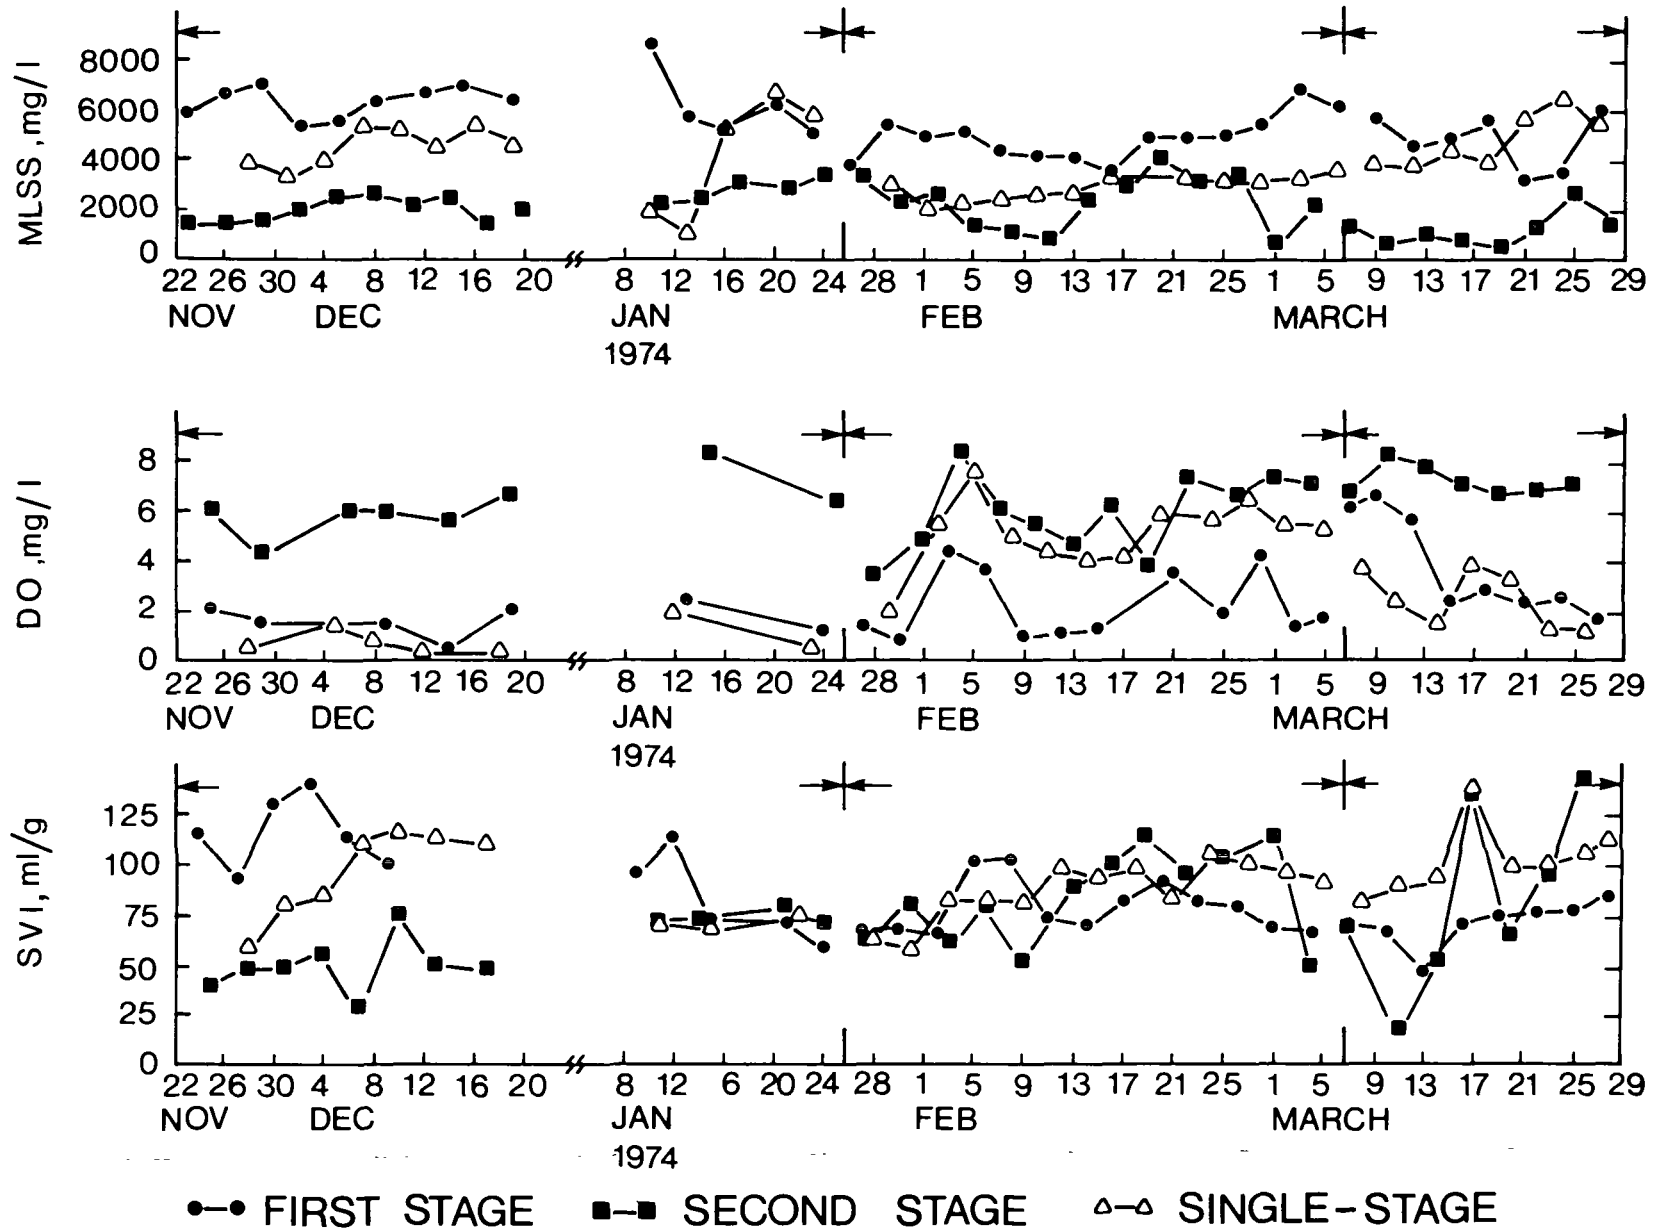 MLSS, mg/l
8000
6000
4000
2000
0
22 26 30 4 8 12 16 20 8 12 16 20 24 28 1 5 9 13 17 21 25 1 5 9 13 17 21 25 29
NOV DEC JAN FEB MARCH
1974
DO, mg/l
8
6
4
2
0
22 26 30 4 8 12 16 20 8 12 16 20 24 28 1 5 9 13 17 21 25 1 5 9 13 17 21 25 29
NOV DEC JAN FEB MARCH
1974
SVI, ml/g
125
100
75
50
25
0
22 26 30 4 8 12 16 20 8 12 6 20 24 28 1 5 9 13 17 21 25 1 5 9 13 17 21 25 29
NOV DEC JAN FEB MARCH
1974
FIRST STAGE SECOND STAGE SINGLE-STAGE